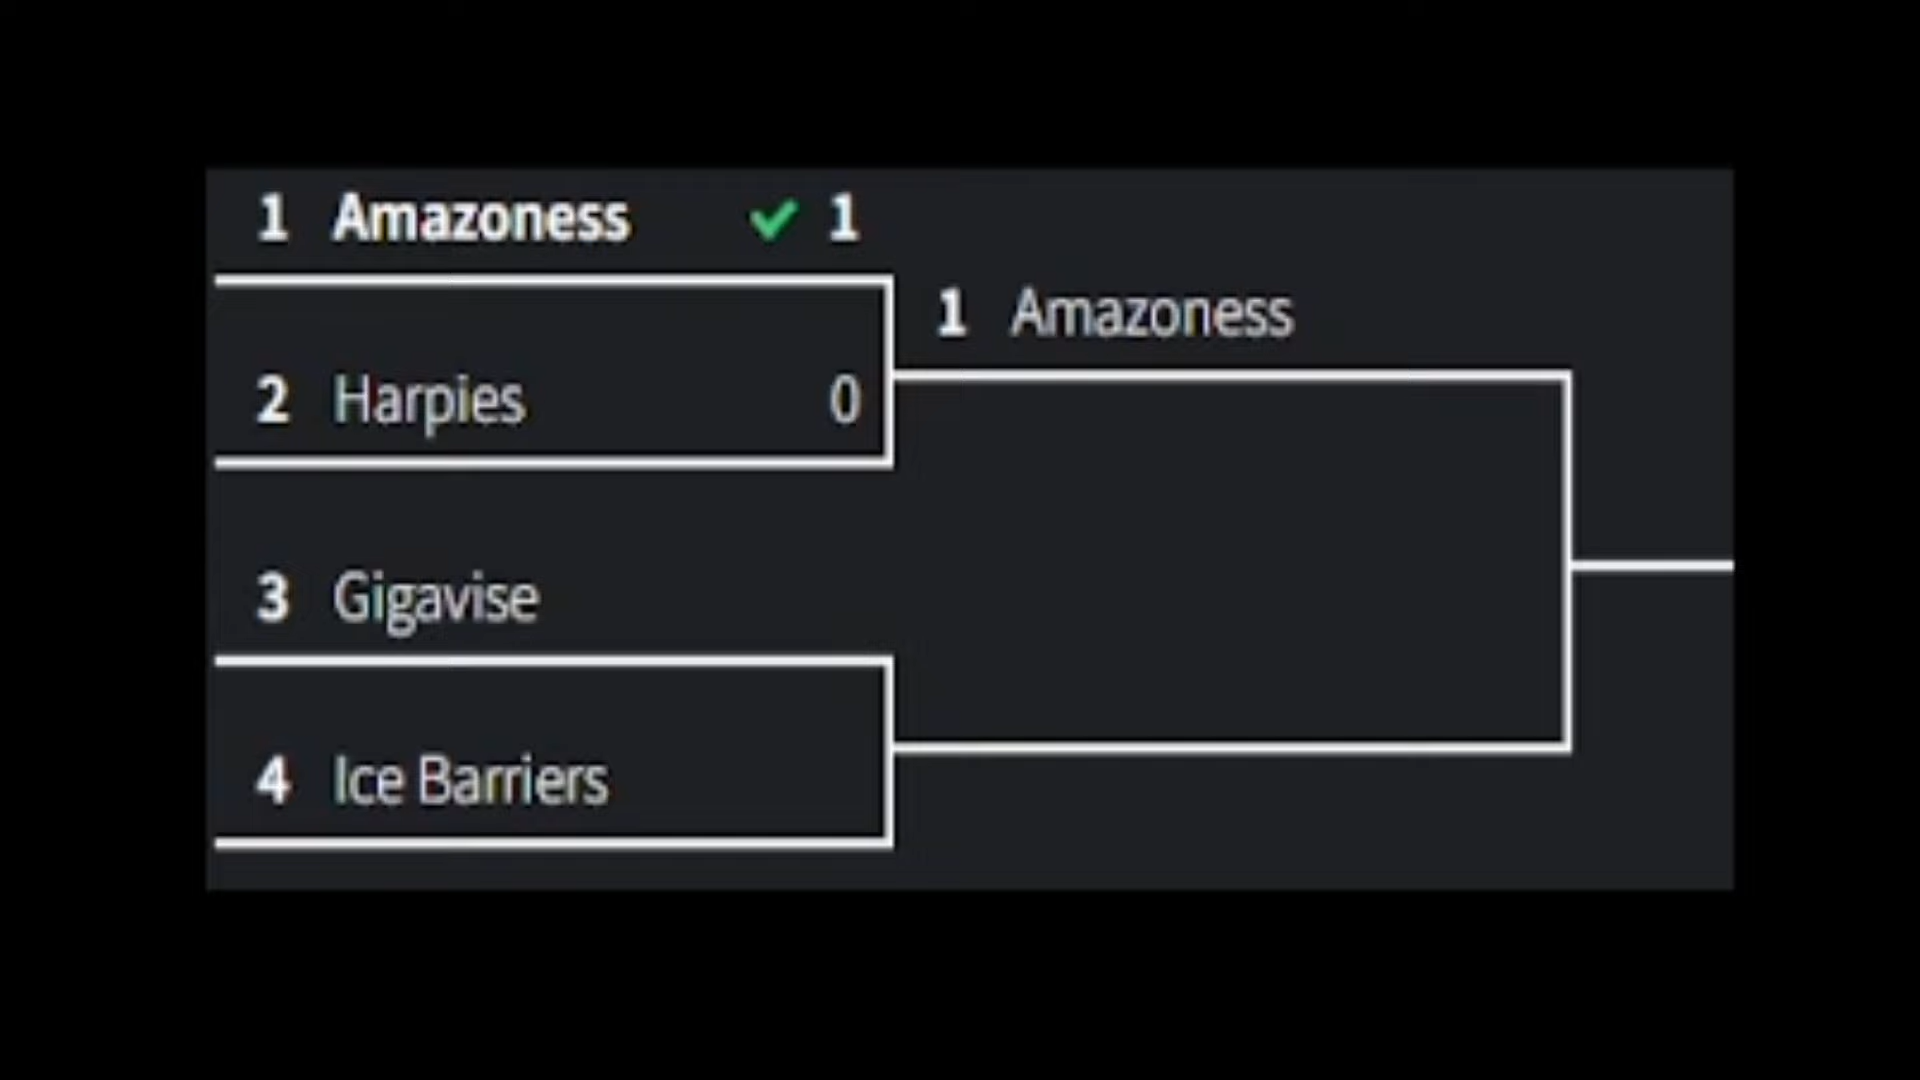 1 Amazoness ✓ 1
1 Amazoness
2 Harpies 0
3 Gigavise
4 Ice Barriers